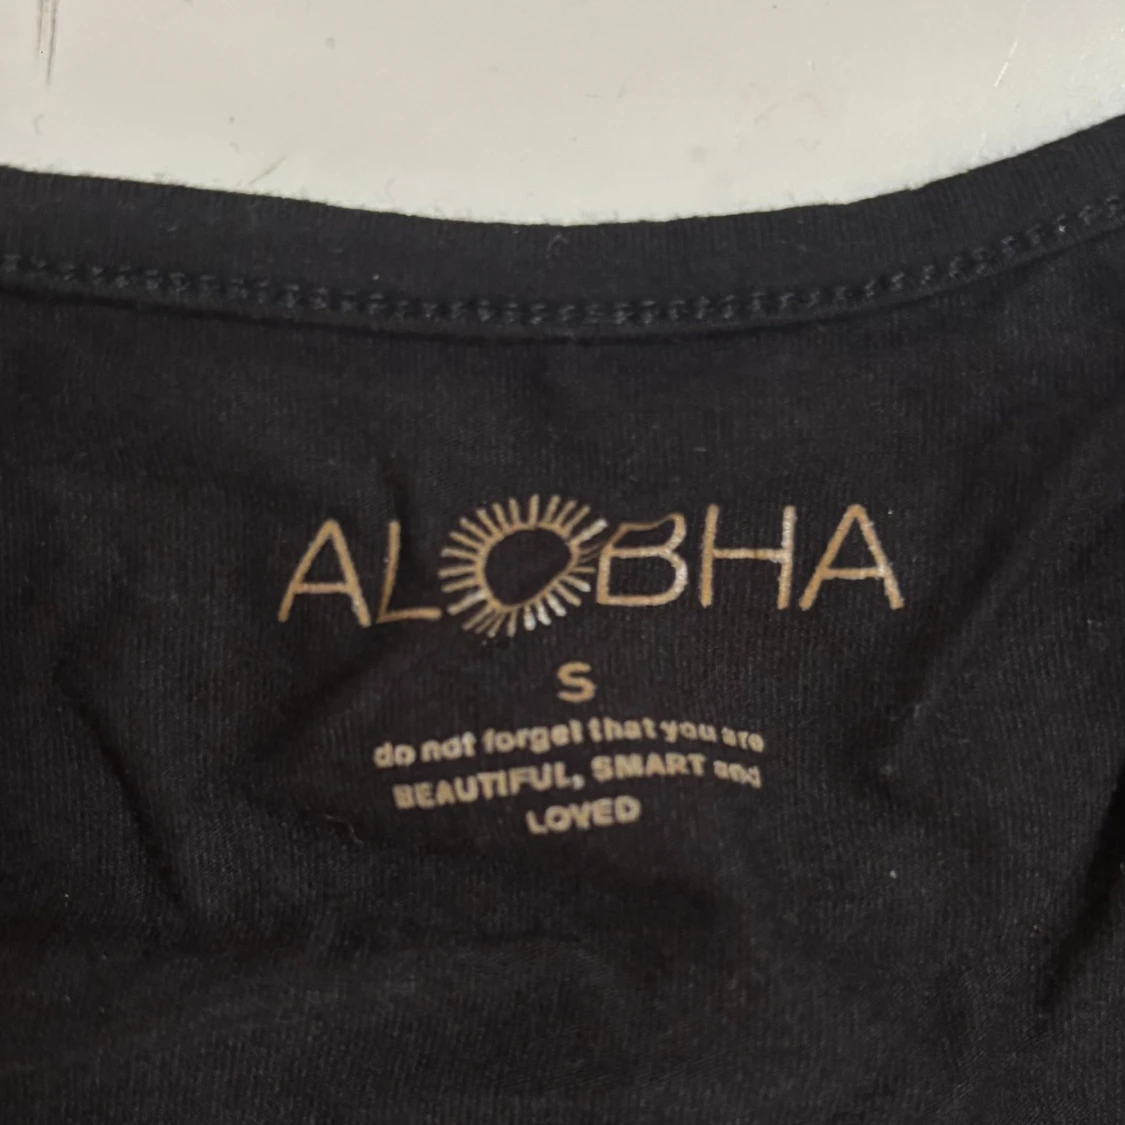 ALOBHA
S
do not forget that you are
BEAUTIFUL, SMART and
LOVED